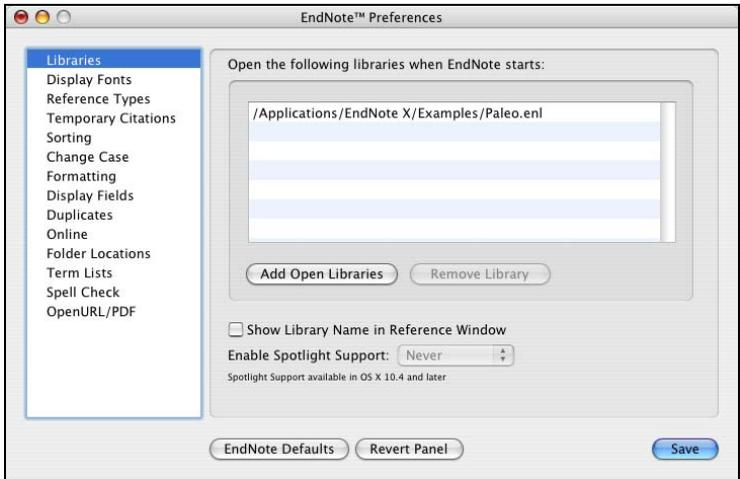 EndNote™ Preferences
Libraries
Display Fonts
Reference Types
Temporary Citations
Sorting
Change Case
Formatting
Display Fields
Duplicates
Online
Folder Locations
Term Lists
Spell Check
OpenURL/PDF
Open the following libraries when EndNote starts:
/Applications/EndNote X/Examples/Paleo.enl
Add Open Libraries
Remove Library
Show Library Name in Reference Window
Enable Spotlight Support: Never
Spotlight Support available in OS X 10.4 and later
EndNote Defaults
Revert Panel
Save